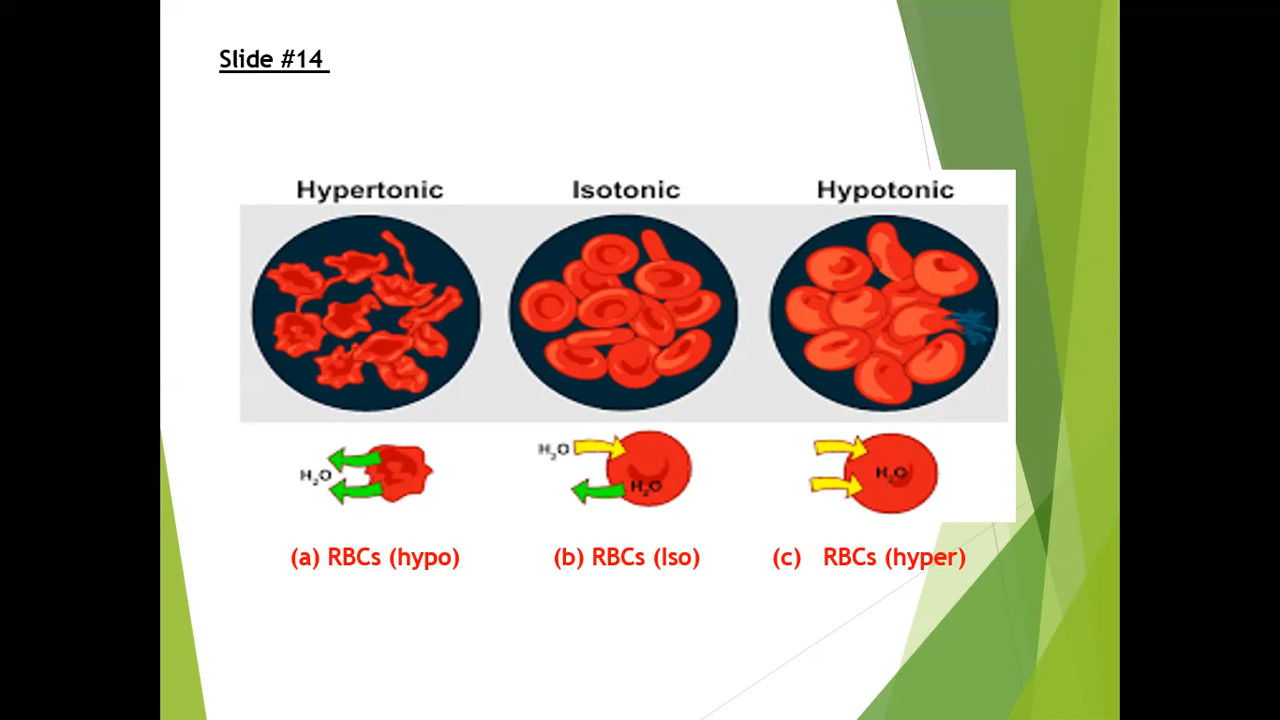 Slide #14
Hypertonic Isotonic Hypotonic
H₂O H₂O H₂O H₂O
(a) RBCs (hypo) (b) RBCs (Iso) (c) RBCs (hyper)